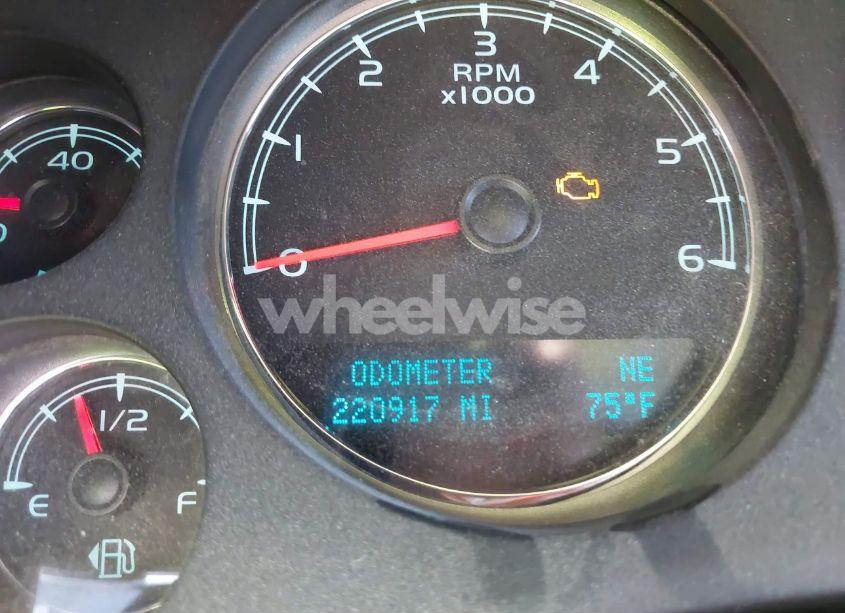 3
2
4
RPM
x1000
1
5
40
0
6
wheelwise
ODOMETER NE
220917 MI 75°F
1/2
E F